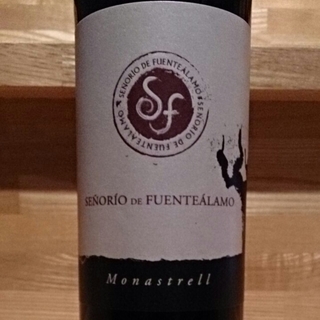 SEÑORÍO DE FUENTEÁLAMO • SEÑORÍO DE FUENTEÁLAMO •
Sf
SEÑORÍO DE FUENTEÁLAMO
Monastrell